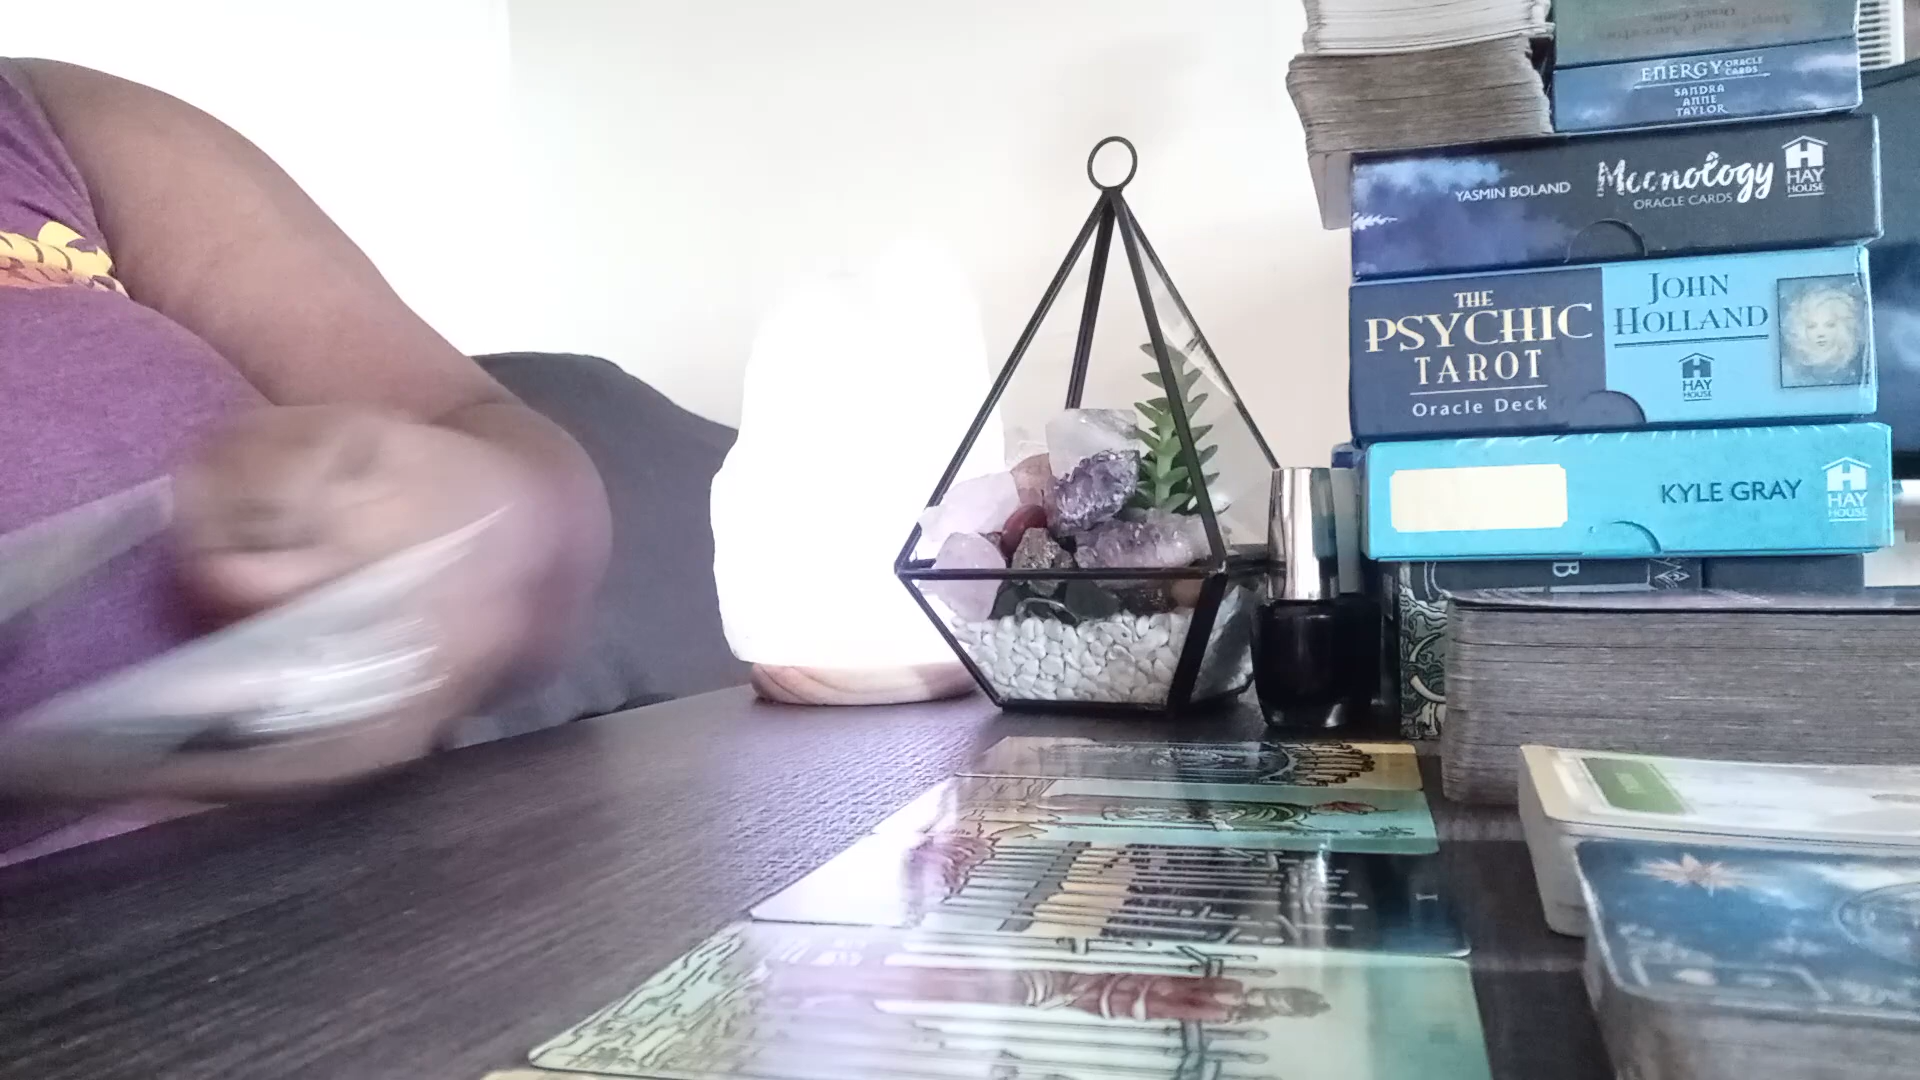 ENERGY ORACLE CARDS
SANDRA
ANNE
TAYLOR
YASMIN BOLAND
Moonology
ORACLE CARDS
HAY
HOUSE
THE
PSYCHIC
TAROT
Oracle Deck
JOHN
HOLLAND
HAY
HOUSE
KYLE GRAY
HAY
HOUSE
B
I